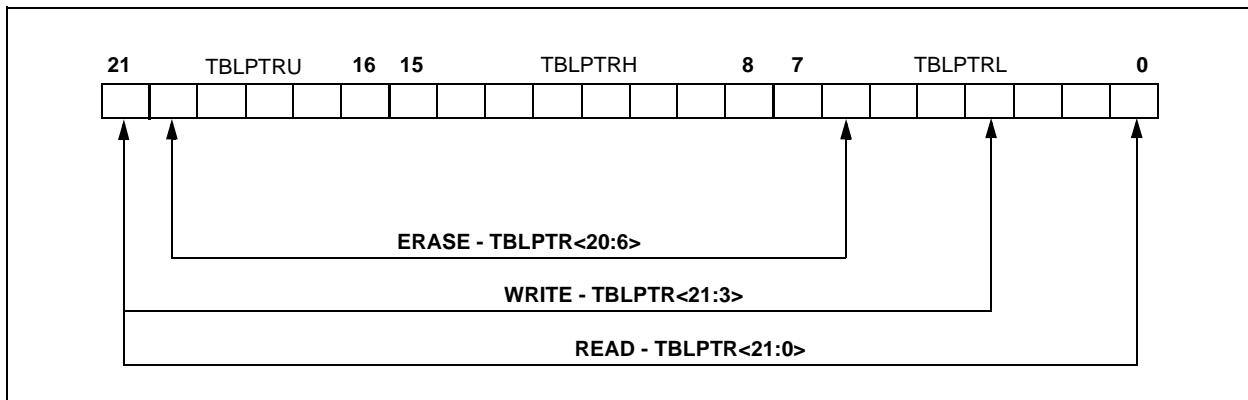 21 TBLPTRU 16 15 TBLPTRH 8 7 TBLPTRL 0
ERASE - TBLPTR<20:6>
WRITE - TBLPTR<21:3>
READ - TBLPTR<21:0>